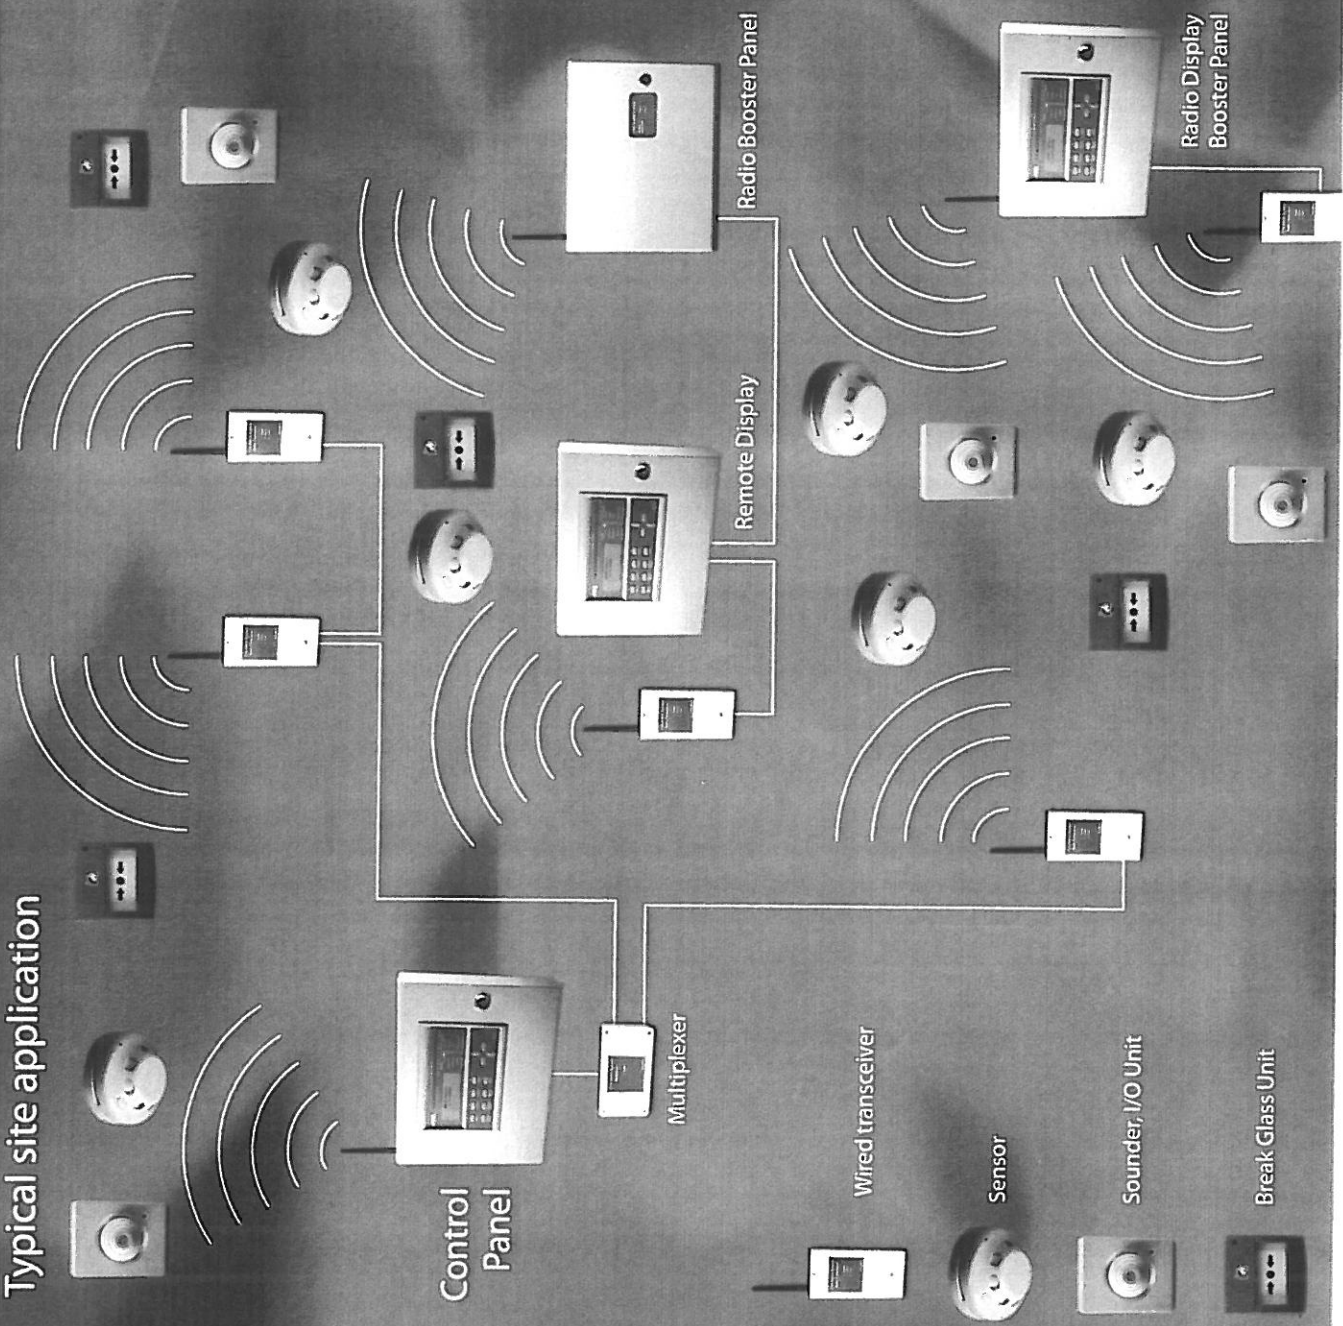 Typical site application
Control
Panel
Multiplexer
Remote Display
Radio Booster Panel
Radio Display
Booster Panel
Wired transceiver
Sensor
Sounder, I/O Unit
Break Glass Unit